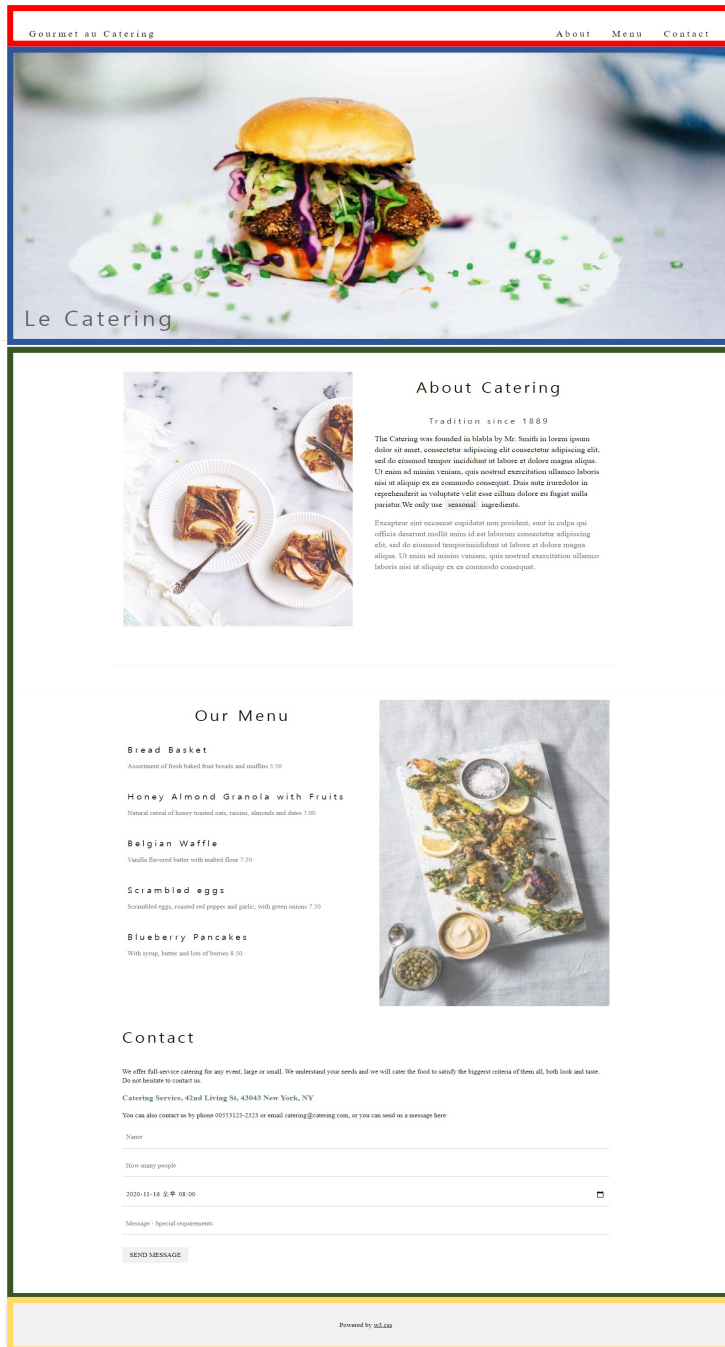 Gourmet au Catering
About Menu Contact
Le Catering
About Catering
Tradition since 1889
The Catering was founded in blabla by Mr. Smith in lorem ipsum
dolor sit amet, consectetur adipiscing elit consectetur adipiscing elit,
sed do eiusmod tempor incididunt ut labore et dolore magna aliqua.
Ut enim ad minim veniam, quis nostrud exercitation ullamco laboris
nisi ut aliquip ex ea commodo consequat. Duis aute iruredolor in
reprehenderit in voluptate velit esse cillum dolore eu fugiat nulla
pariatur.We only use seasonal ingredients.
Excepteur sint occaecat cupidatat non proident, sunt in culpa qui
officia deserunt mollit anim id est laborum consectetur adipiscing
elit, sed do eiusmod temporincididunt ut labore et dolore magna
aliqua. Ut enim ad minim veniam, quis nostrud exercitation ullamco
laboris nisi ut aliquip ex ea commodo consequat.
Our Menu
Bread Basket
Assortment of fresh baked fruit breads and muffins 5.50
Honey Almond Granola with Fruits
Natural cereal of honey toasted oats, raisins, almonds and dates 7.00
Belgian Waffle
Vanilla flavored batter with malted flour 7.50
Scrambled eggs
Scrambled eggs, roasted red pepper and garlic, with green onions 7.50
Blueberry Pancakes
With syrup, butter and lots of berries 8.50
Contact
We offer full-service catering for any event, large or small. We understand your needs and we will cater the food to satisfy the biggerst criteria of them all, both look and taste.
Do not hesitate to contact us.
Catering Service, 42nd Living St, 43043 New York, NY
You can also contact us by phone 00553123-2323 or email catering@catering.com, or you can send us a message here:
Name
How many people
2020-11-16 오후 08:00
Message \ Special requirements
SEND MESSAGE
Powered by w3.css